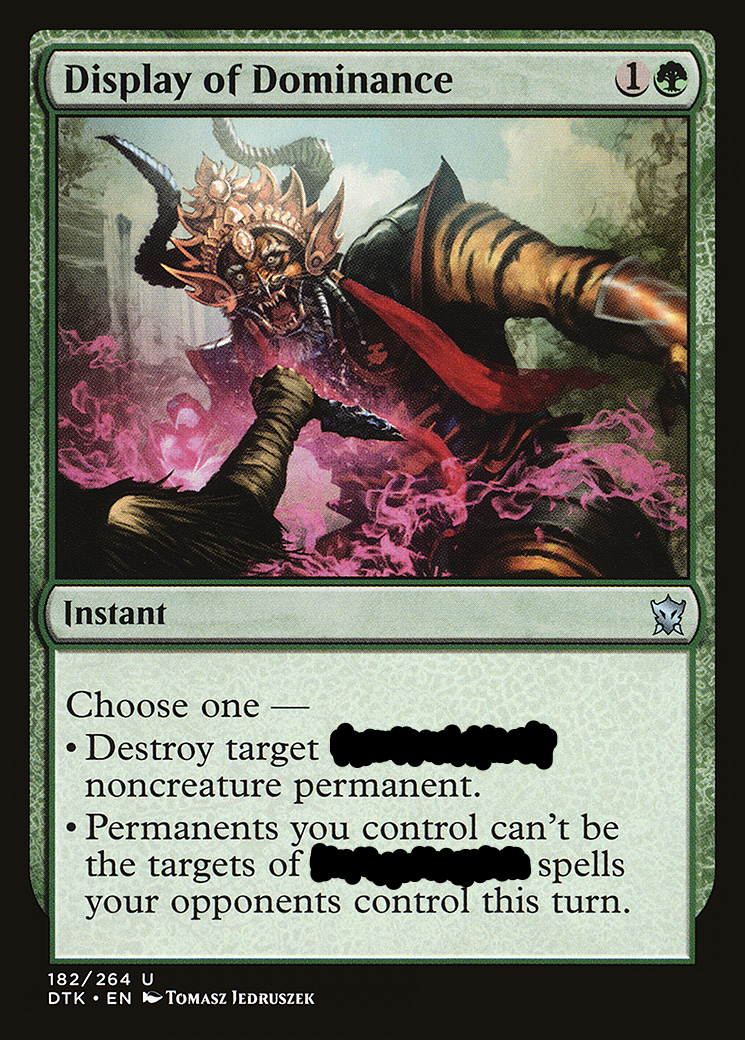 Display of Dominance 1
Instant
Choose one —
• Destroy target
noncreature permanent.
• Permanents you control can't be
the targets of spells
your opponents control this turn.
182/264 U
DTK • EN Tomasz Jedruszek